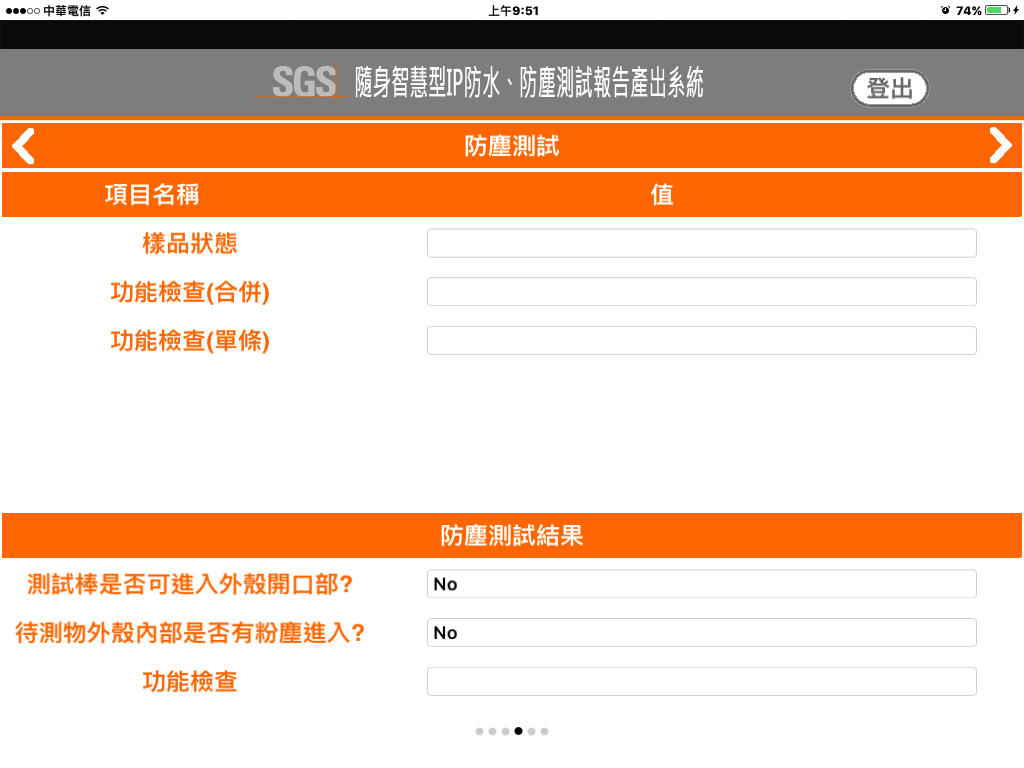 中華電信
上午9:51
74%
SGS 隨身智慧型IP防水、防塵測試報告產出系統
登出
防塵測試
項目名稱 值
樣品狀態
功能檢查(合併)
功能檢查(單條)
防塵測試結果
測試棒是否可進入外殼開口部? No
待測物外殼內部是否有粉塵進入? No
功能檢查